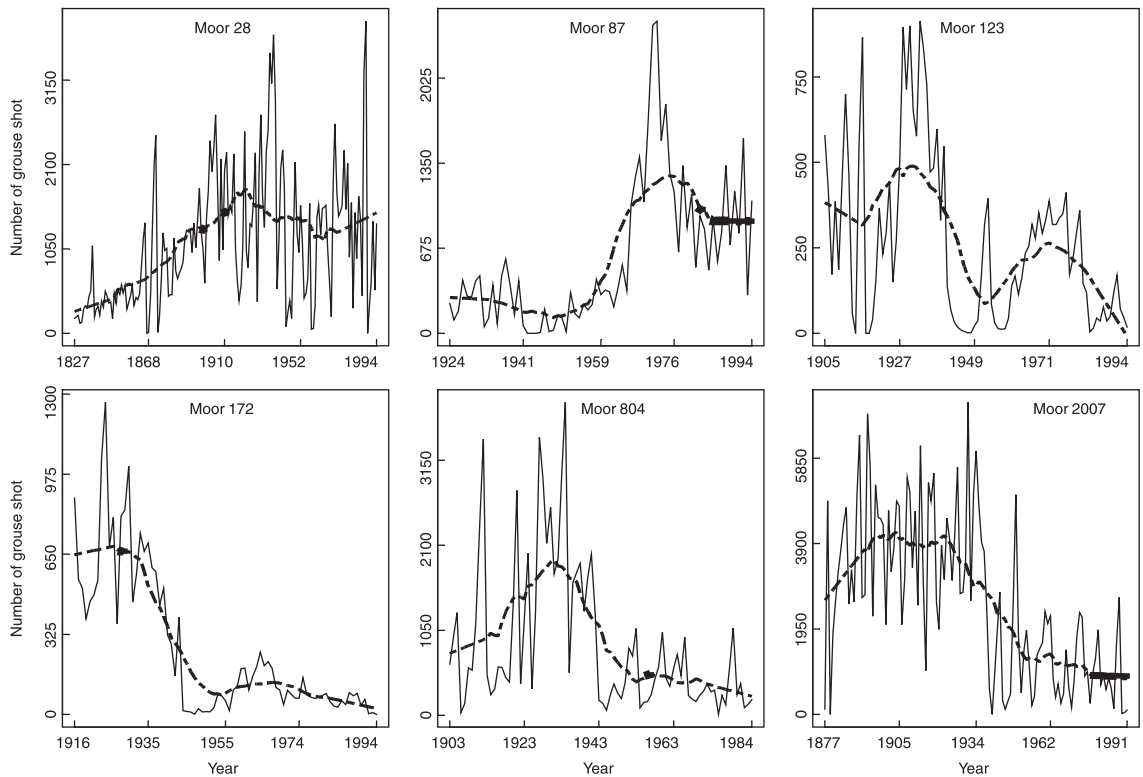 Moor 28
Number of grouse shot
0 1050 2100 3150
1827 1868 1910 1952 1994
Moor 87
0 675 1350 2025
1924 1941 1959 1976 1994
Moor 123
0 250 500 750
1905 1927 1949 1971 1994
Moor 172
Number of grouse shot
0 325 650 975 1300
1916 1935 1955 1974 1994
Year
Moor 804
0 1050 2100 3150
1903 1923 1943 1963 1984
Year
Moor 2007
0 1950 3900 5850
1877 1905 1934 1962 1991
Year